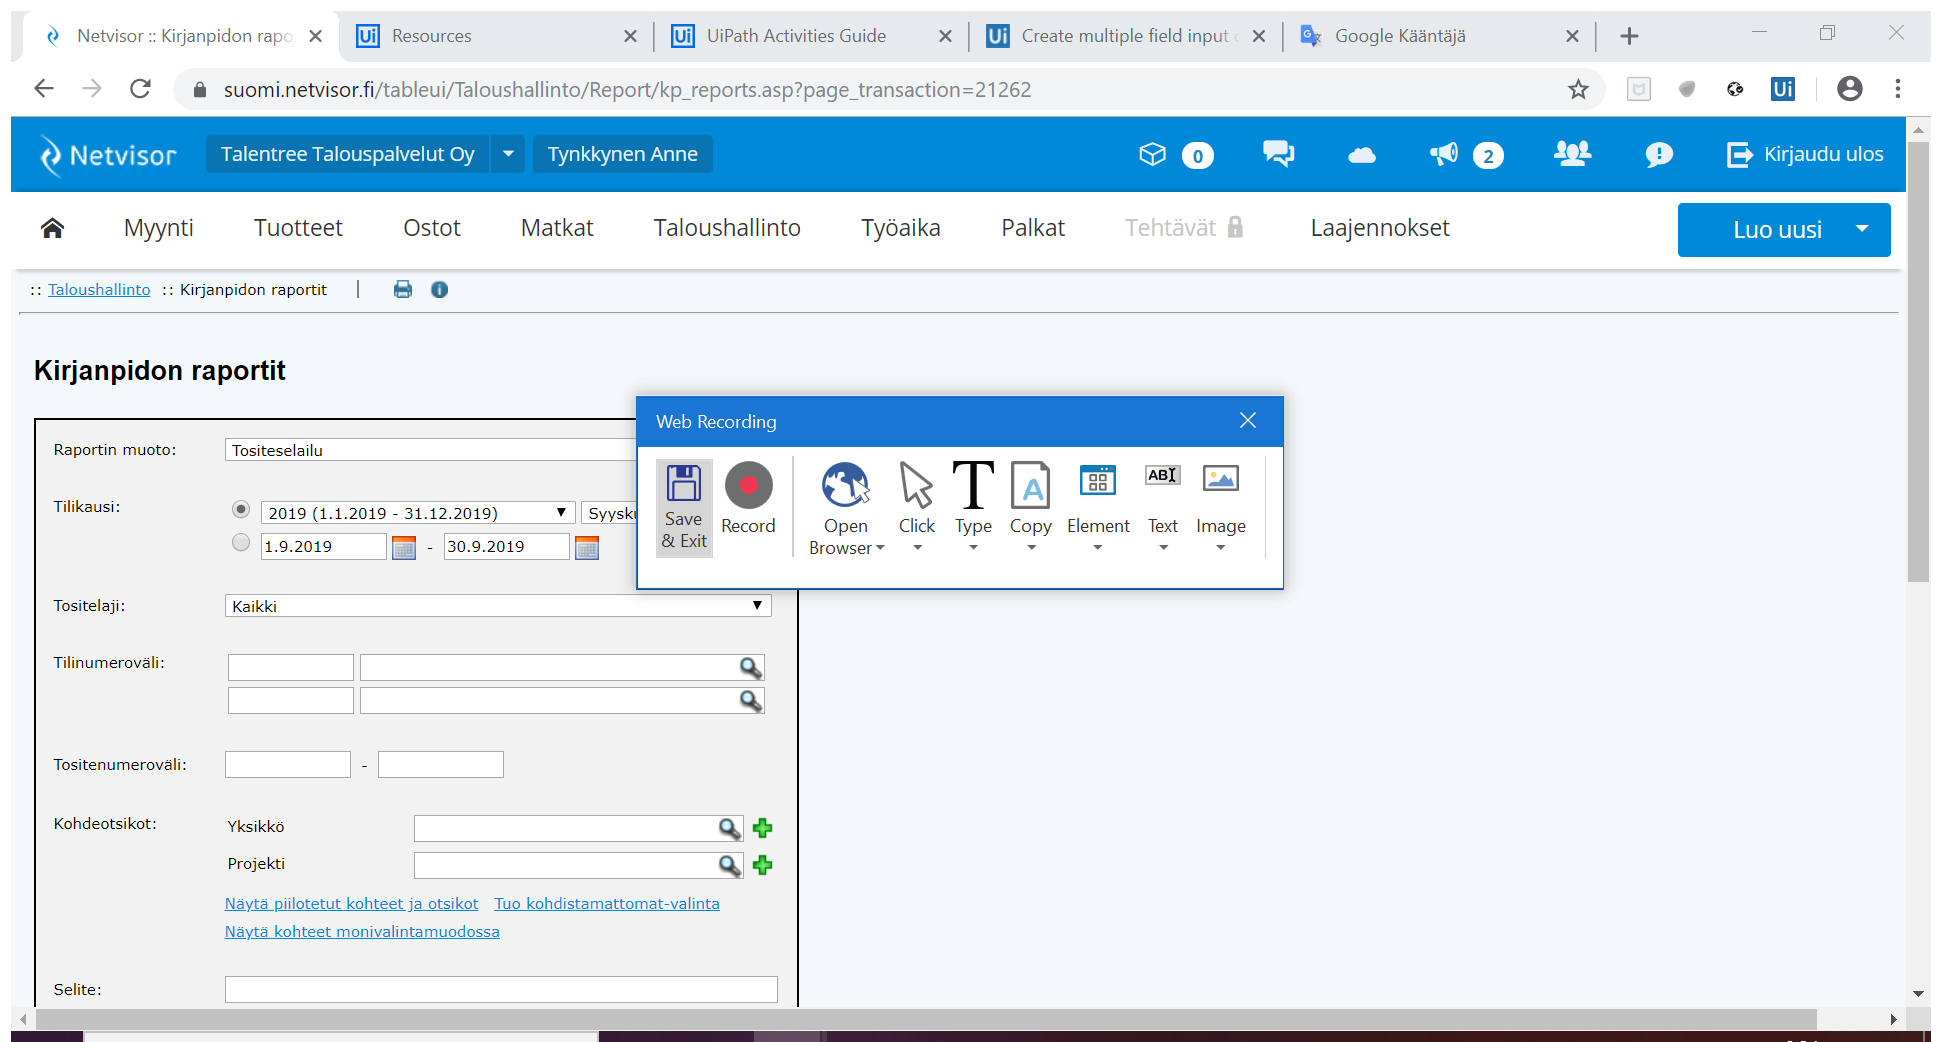 Netvisor :: Kirjanpidon rapo
Resources
UiPath Activities Guide
Create multiple field input
Google Kääntäjä
suomi.netvisor.fi/tableui/Taloushallinto/Report/kp_reports.asp?page_transaction=21262
Netvisor
Talentree Talouspalvelut Oy
Tynkkynen Anne
0
2
Kirjaudu ulos
Myynti
Tuotteet
Ostot
Matkat
Taloushallinto
Työaika
Palkat
Tehtävät
Laajennokset
Luo uusi
:: Taloushallinto :: Kirjanpidon raportit
Kirjanpidon raportit
Raportin muoto:
Tositeselailu
Tilikausi:
2019 (1.1.2019 - 31.12.2019)
Syysku
1.9.2019 - 30.9.2019
Web Recording
Save & Exit
Record
Open Browser
Click
Type
Copy
Element
Text
Image
Tositelaji:
Kaikki
Tilinumeroväli:
Tositenumeroväli:
-
Kohdeotsikot:
Yksikkö
Projekti
Näytä piilotetut kohteet ja otsikot
Tuo kohdistamattomat-valinta
Näytä kohteet monivalintamuodossa
Selite: